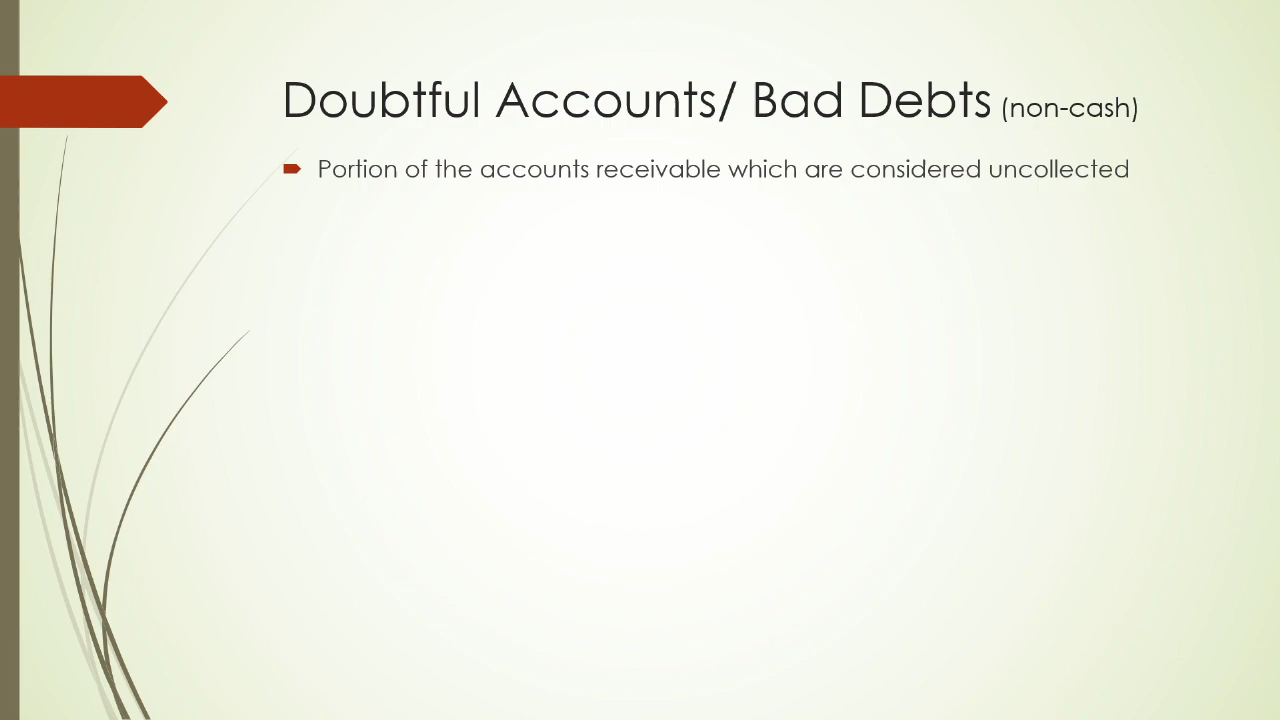 Doubtful Accounts/ Bad Debts (non-cash)
Portion of the accounts receivable which are considered uncollected